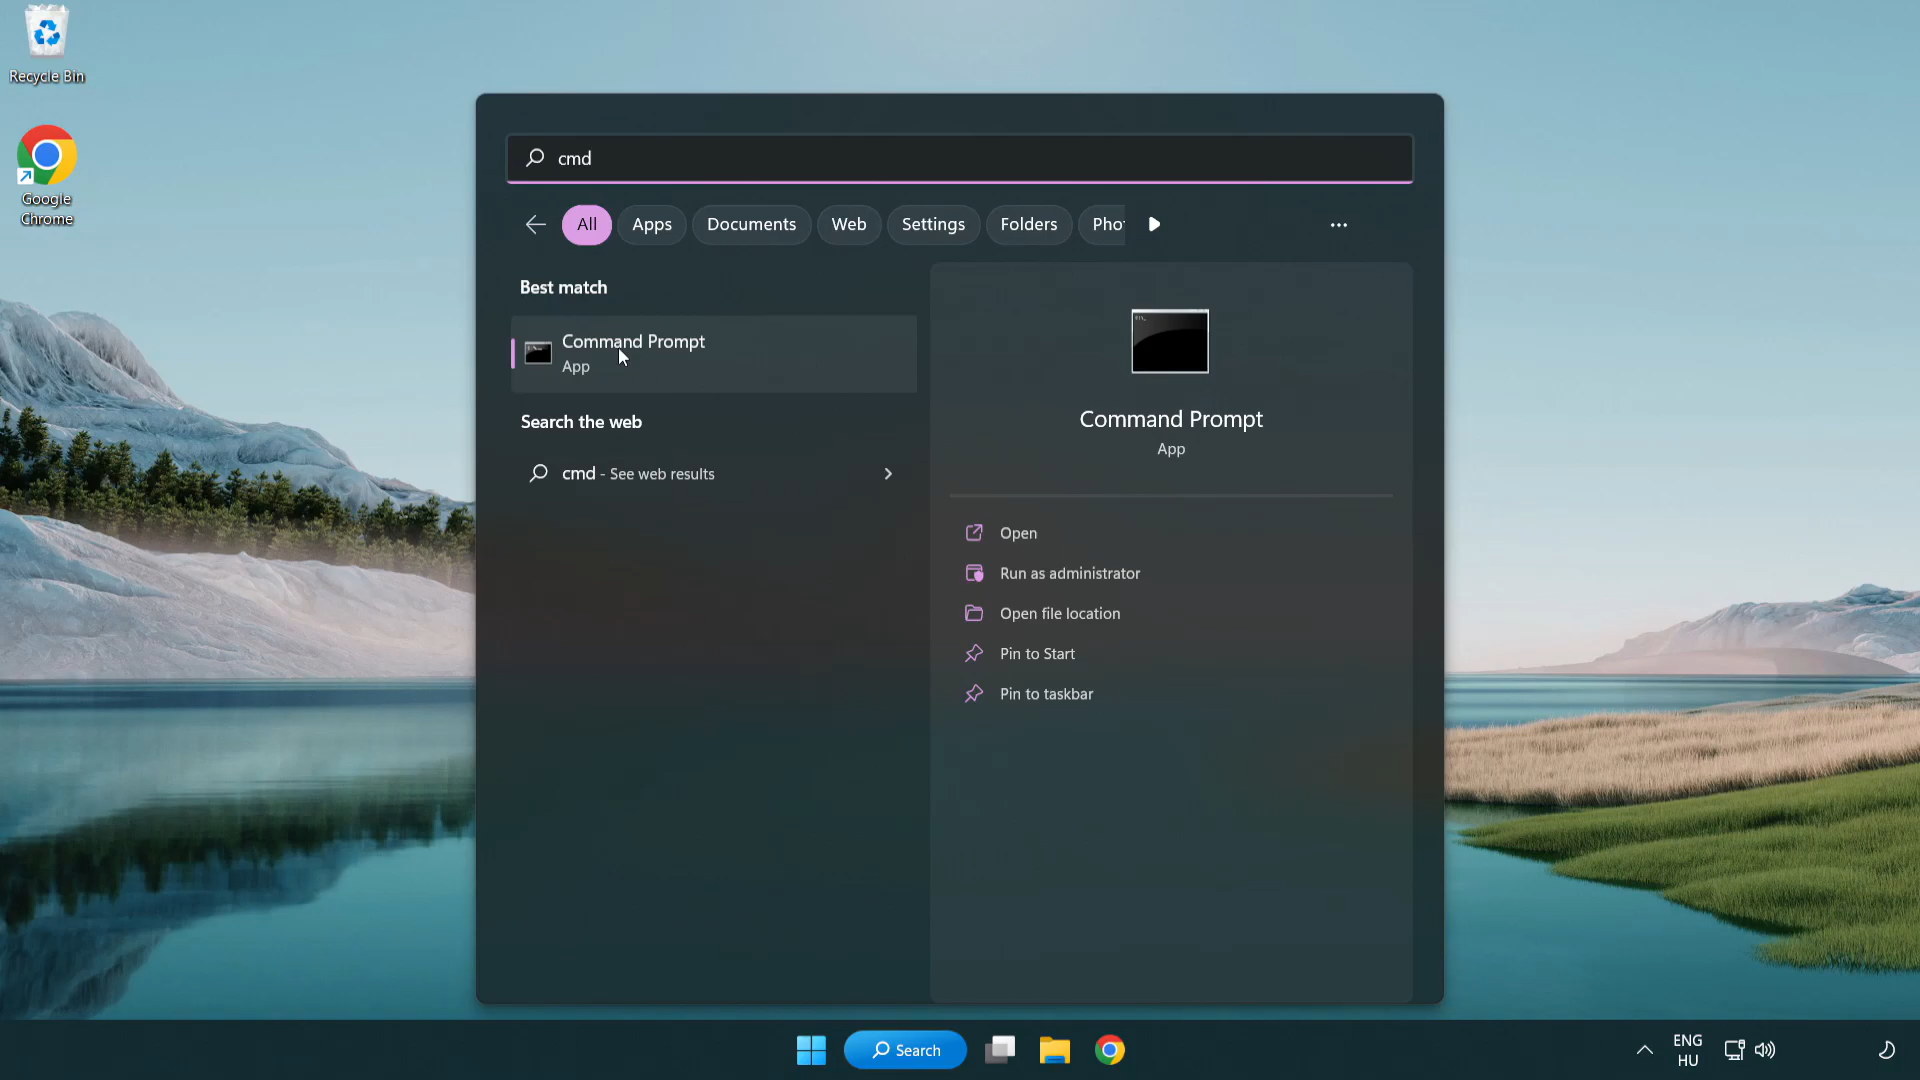 Recycle Bin
Google
Chrome
cmd
All
Apps
Documents
Web
Settings
Folders
Pho
Best match
Command Prompt
App
Search the web
cmd - See web results
Command Prompt
App
Open
Run as administrator
Open file location
Pin to Start
Pin to taskbar
Search
ENG
HU